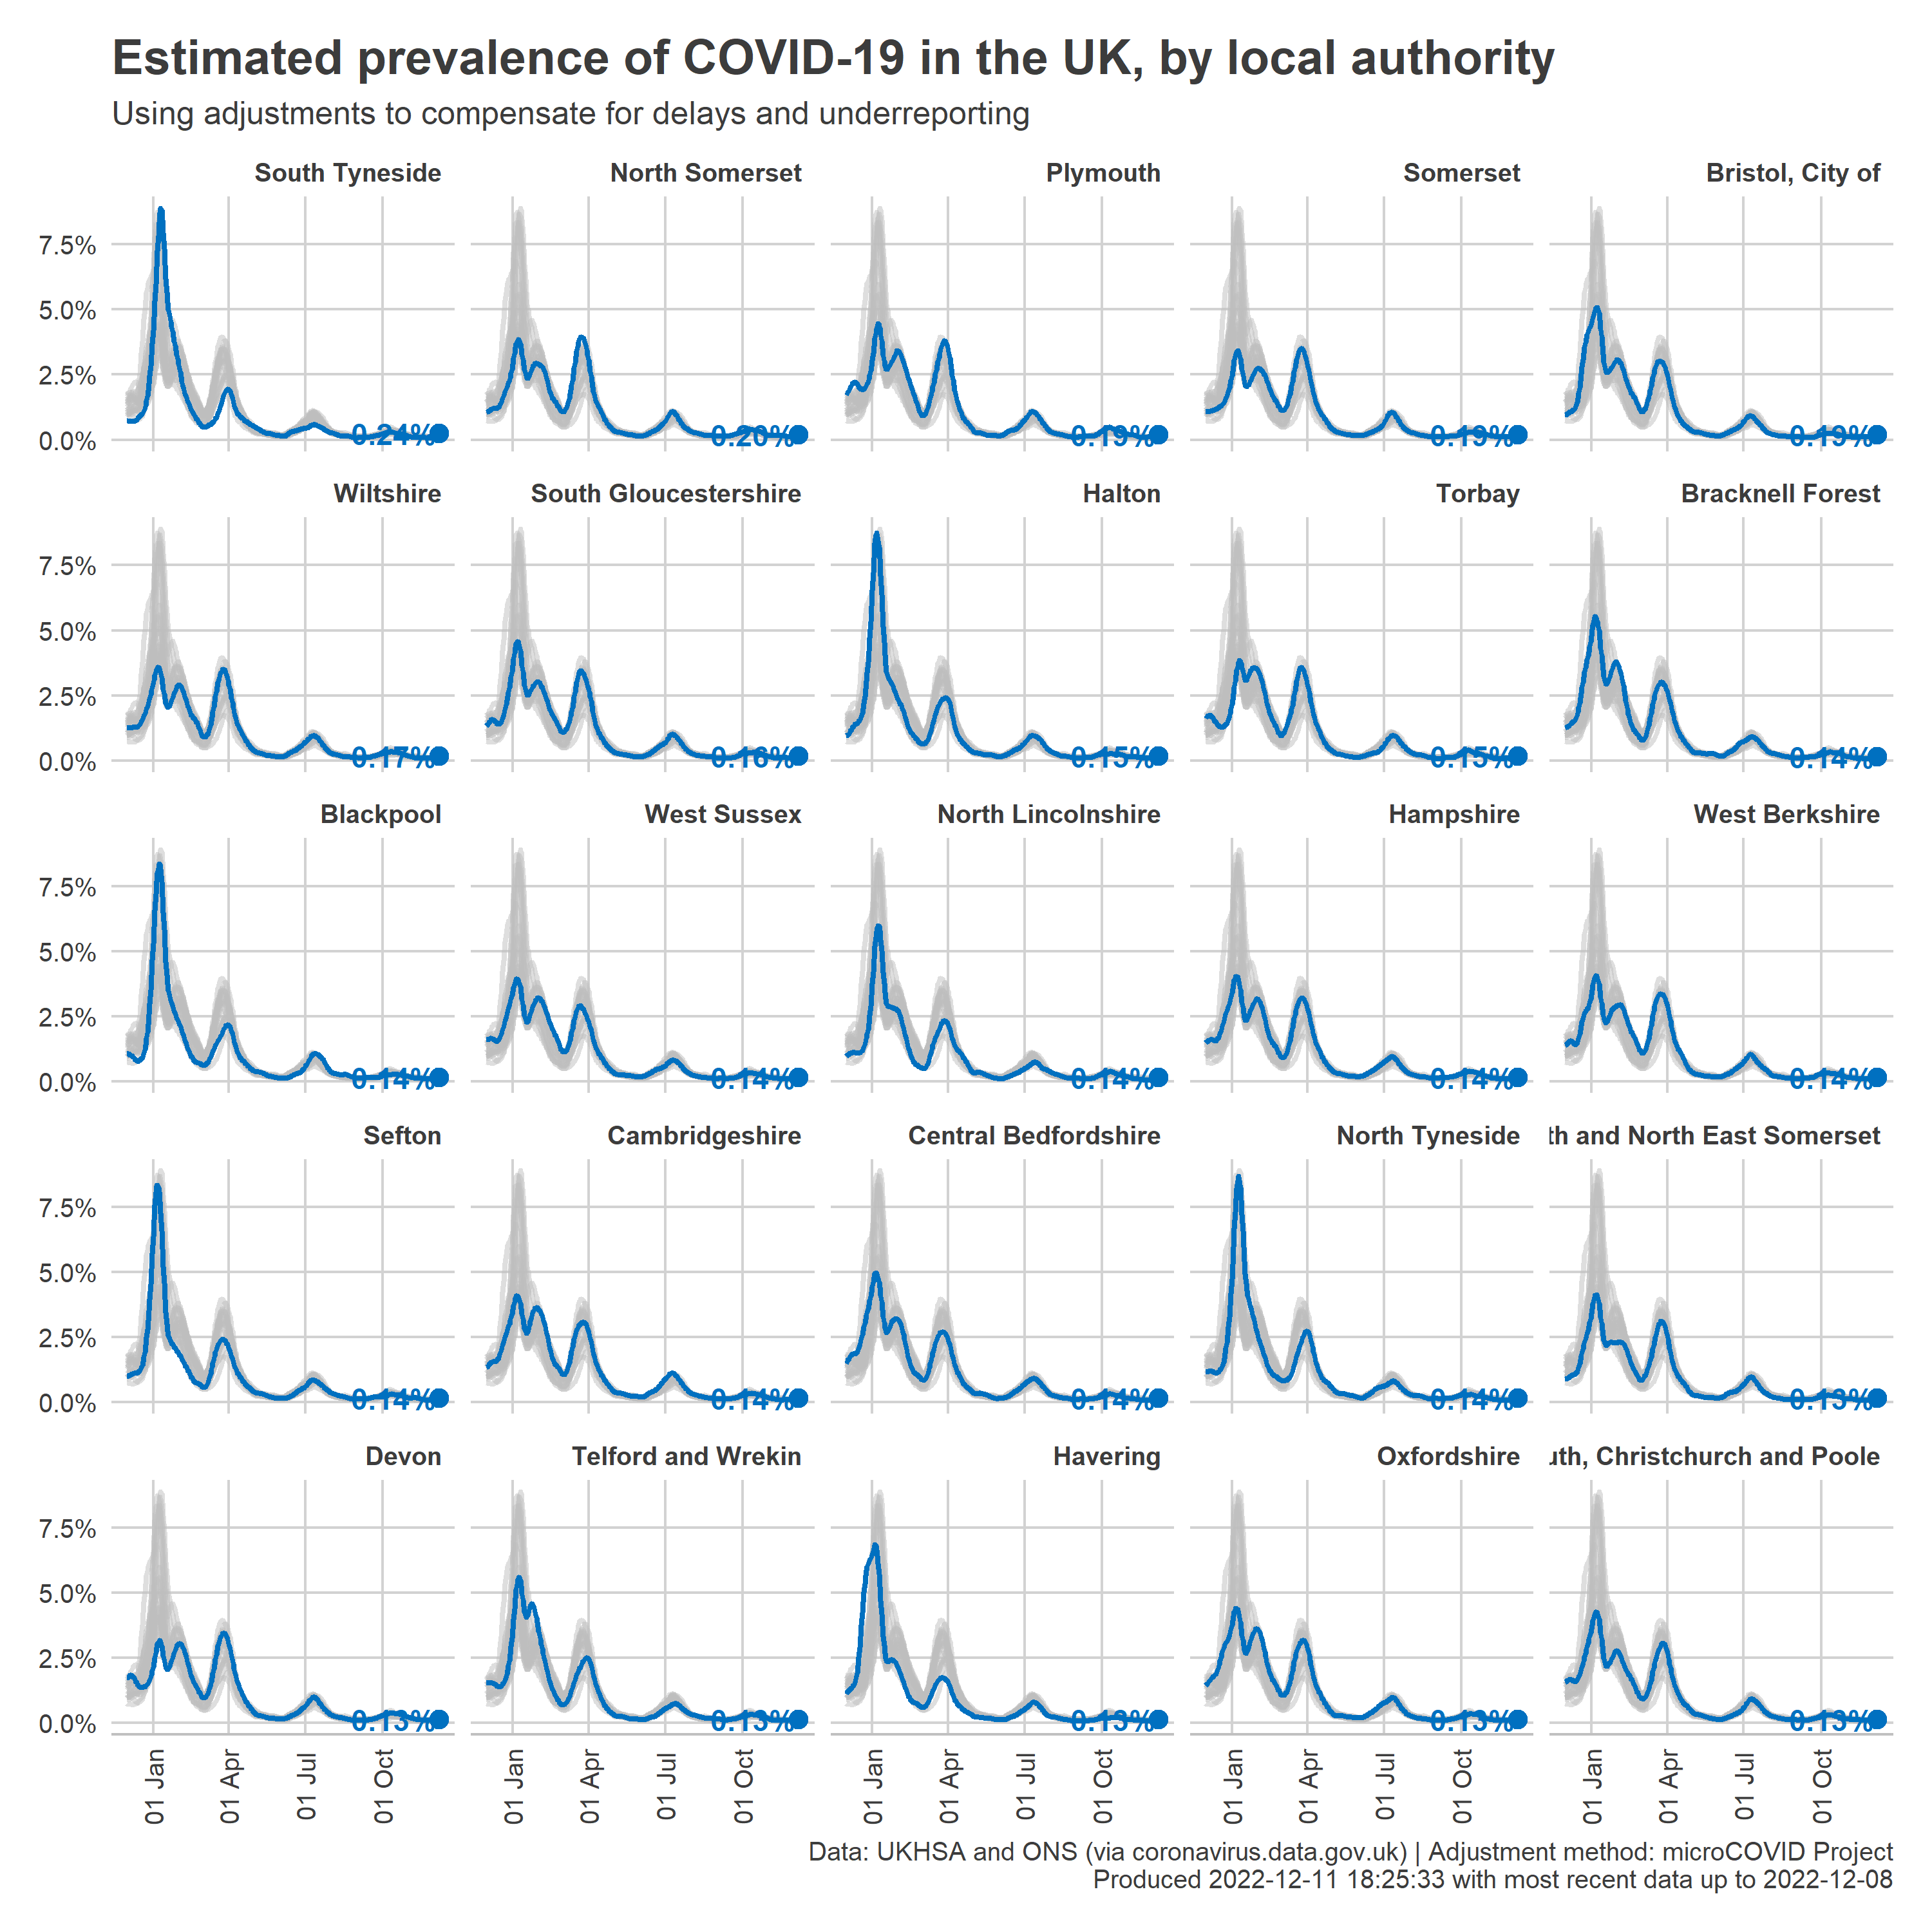 Estimated prevalence of COVID-19 in the UK, by local authority
Using adjustments to compensate for delays and underreporting
South Tyneside North Somerset Plymouth Somerset Bristol, City of
7.5%
5.0%
2.5%
0.0%
0.24% 0.20% 0.19% 0.19% 0.19%
Wiltshire South Gloucestershire Halton Torbay Bracknell Forest
7.5%
5.0%
2.5%
0.0%
0.17% 0.16% 0.15% 0.15% 0.14%
Blackpool West Sussex North Lincolnshire Hampshire West Berkshire
7.5%
5.0%
2.5%
0.0%
0.14% 0.14% 0.14% 0.14% 0.14%
Sefton Cambridgeshire Central Bedfordshire North Tyneside th and North East Somerset
7.5%
5.0%
2.5%
0.0%
0.14% 0.14% 0.14% 0.14% 0.13%
Devon Telford and Wrekin Havering Oxfordshire uth, Christchurch and Poole
7.5%
5.0%
2.5%
0.0%
0.13% 0.13% 0.13% 0.13% 0.13%
01 Jan 01 Apr 01 Jul 01 Oct 01 Jan 01 Apr 01 Jul 01 Oct 01 Jan 01 Apr 01 Jul 01 Oct 01 Jan 01 Apr 01 Jul 01 Oct 01 Jan 01 Apr 01 Jul 01 Oct
Data: UKHSA and ONS (via coronavirus.data.gov.uk) | Adjustment method: microCOVID Project
Produced 2022-12-11 18:25:33 with most recent data up to 2022-12-08